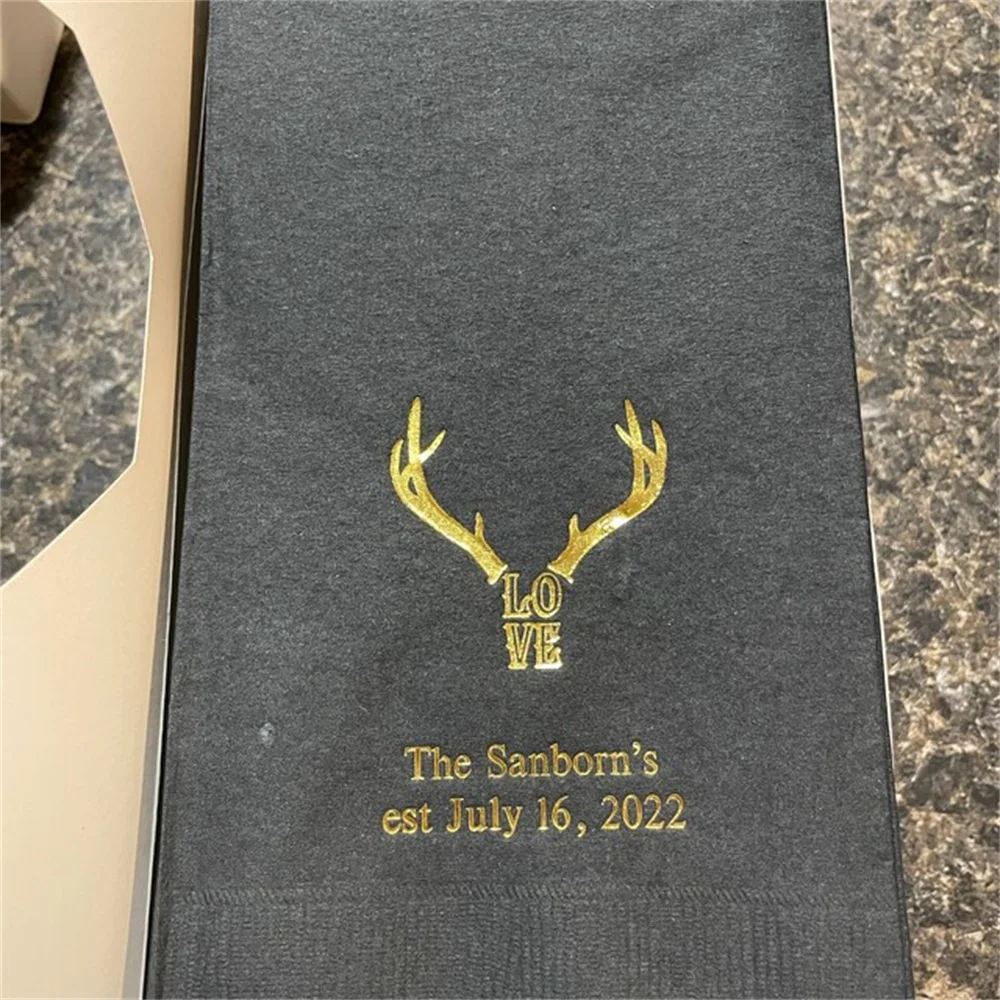 LO
VE
The Sanborn's
est July 16, 2022